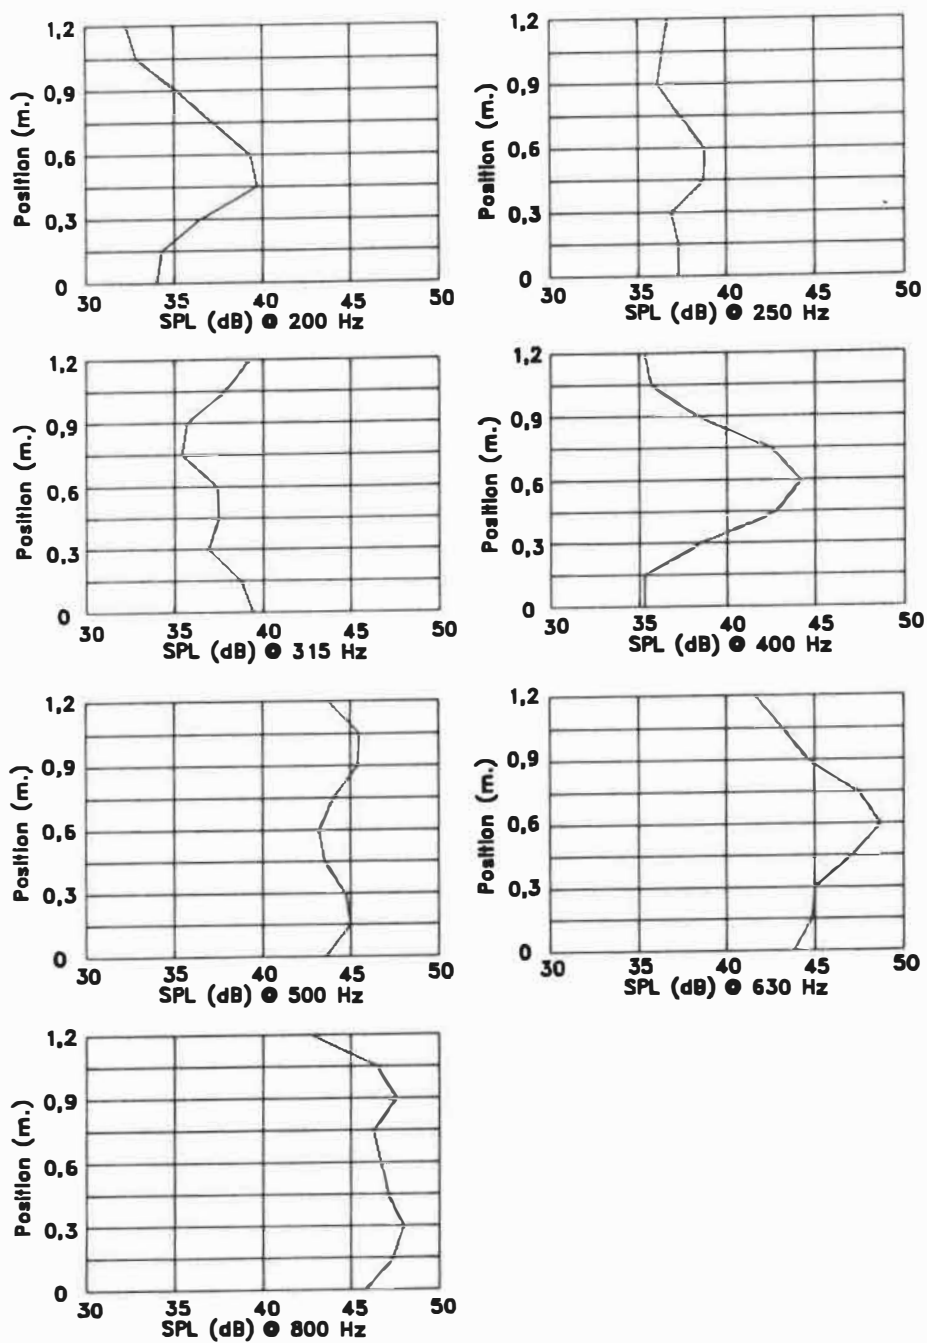 1,2
0,9
0,6
0,3
0
Position (m.)
30 35 40 45 50
SPL (dB) @ 200 Hz
1,2
0,9
0,6
0,3
0
Position (m.)
30 35 40 45 50
SPL (dB) @ 250 Hz
1,2
0,9
0,6
0,3
0
Position (m.)
30 35 40 45 50
SPL (dB) @ 315 Hz
1,2
0,9
0,6
0,3
0
Position (m.)
30 35 40 45 50
SPL (dB) @ 400 Hz
1,2
0,9
0,6
0,3
0
Position (m.)
30 35 40 45 50
SPL (dB) @ 500 Hz
1,2
0,9
0,6
0,3
0
Position (m.)
30 35 40 45 50
SPL (dB) @ 630 Hz
1,2
0,9
0,6
0,3
0
Position (m.)
30 35 40 45 50
SPL (dB) @ 800 Hz